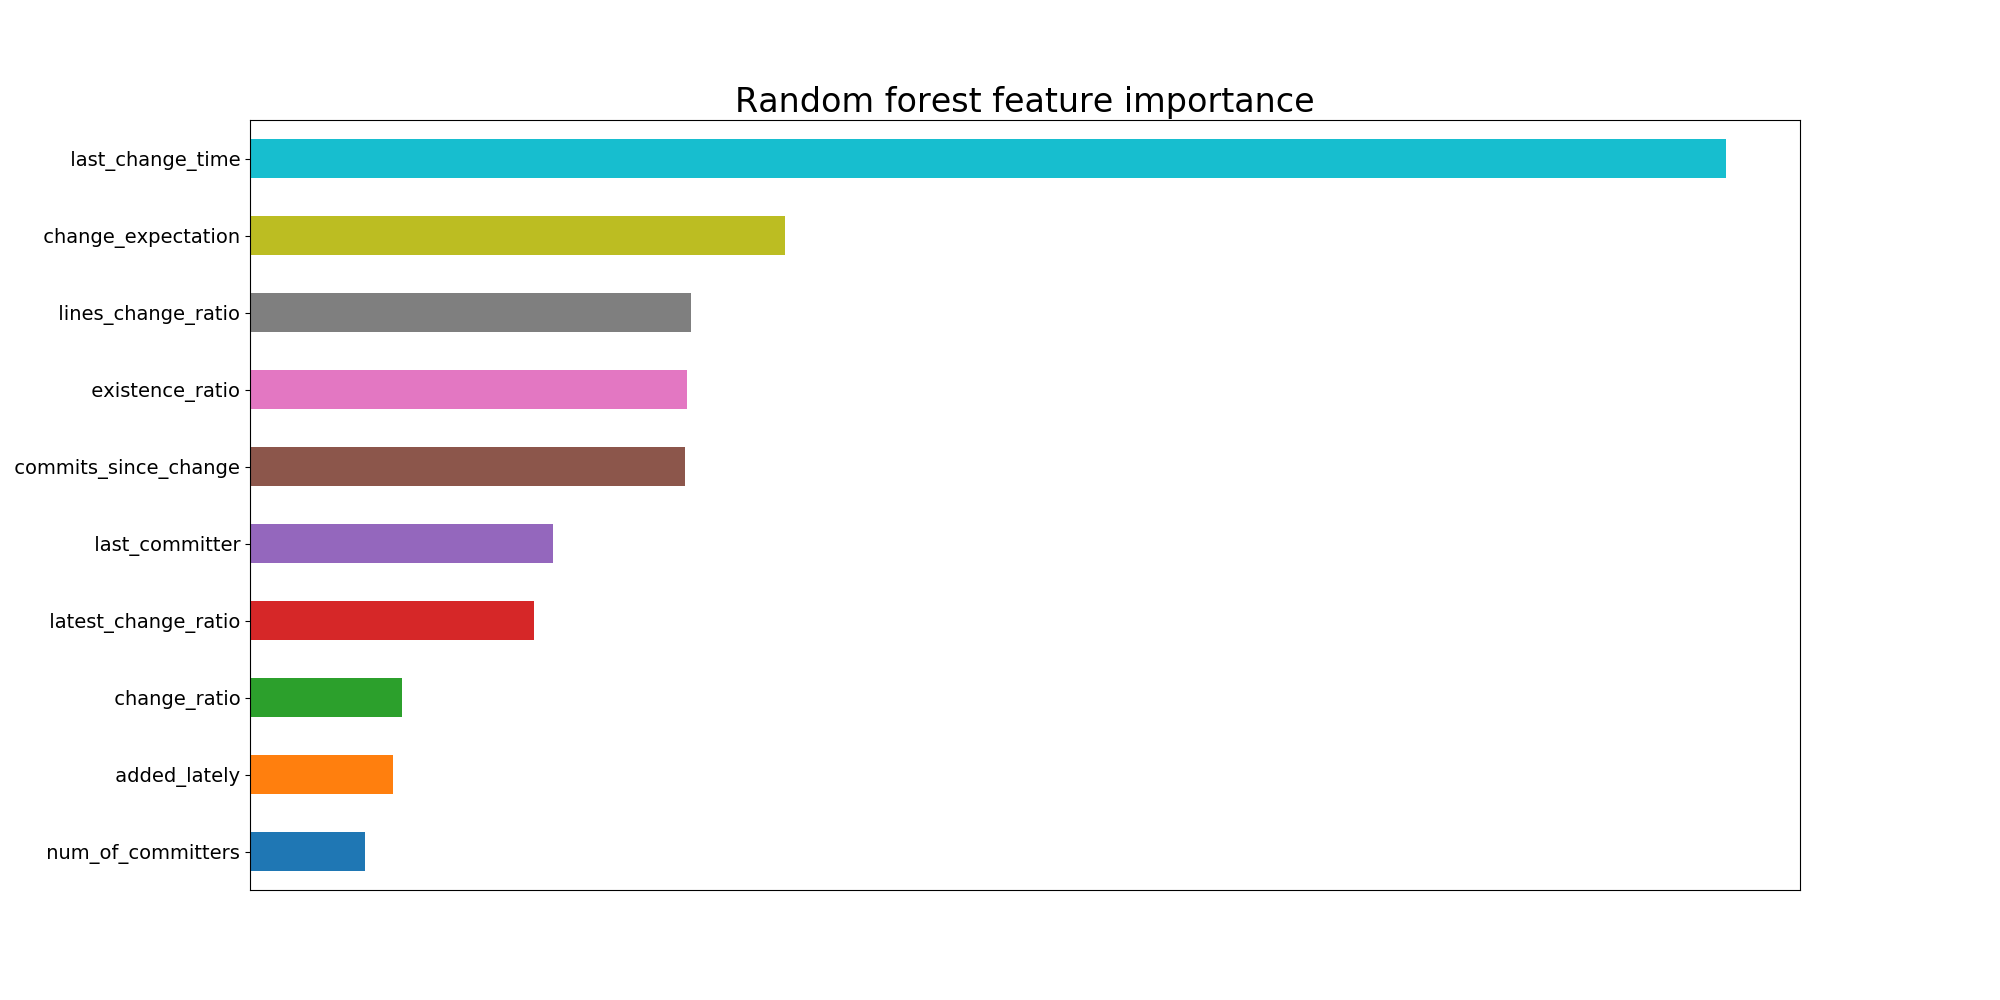 Random forest feature importance
last_change_time
change_expectation
lines_change_ratio
existence_ratio
commits_since_change
last_committer
latest_change_ratio
change_ratio
added_lately
num_of_committers